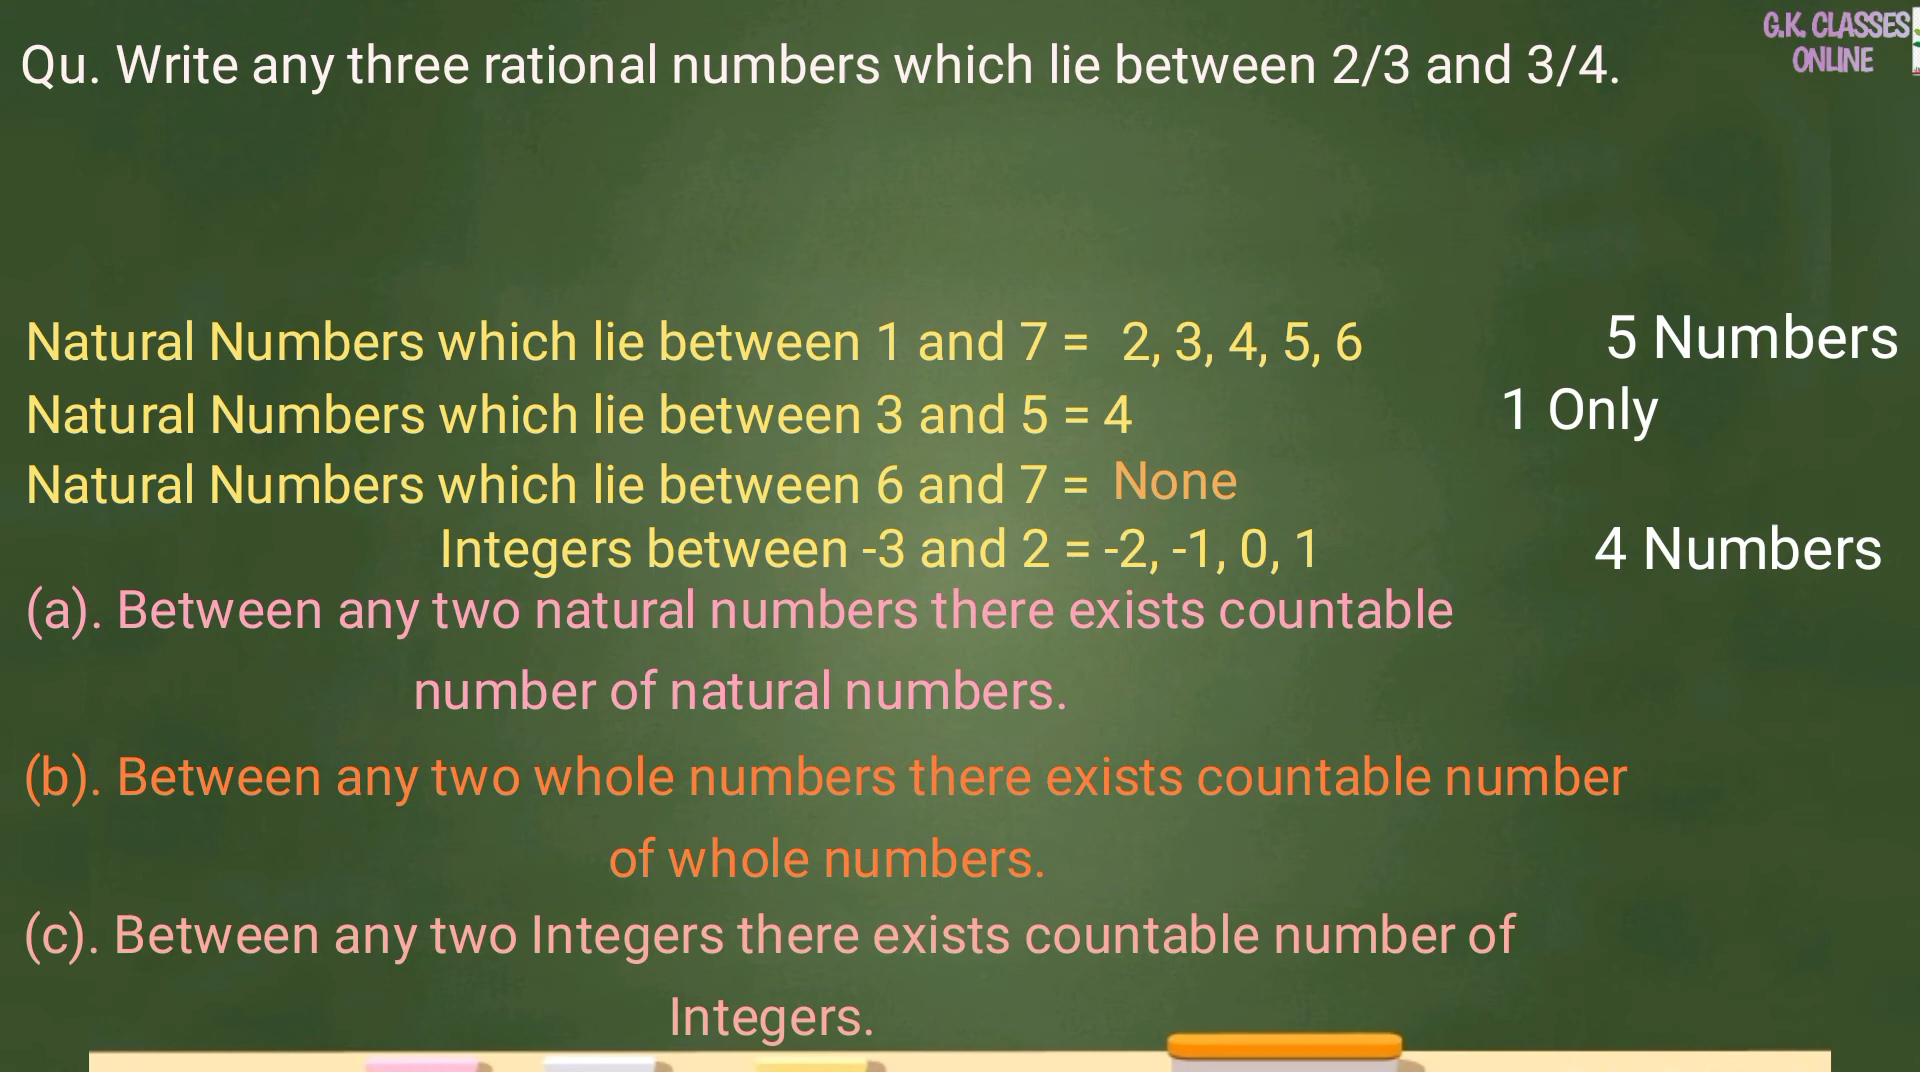 G.K. CLASSES
ONLINE
Qu. Write any three rational numbers which lie between 2/3 and 3/4.
Natural Numbers which lie between 1 and 7 = 2, 3, 4, 5, 6 5 Numbers
Natural Numbers which lie between 3 and 5 = 4 1 Only
Natural Numbers which lie between 6 and 7 = None
Integers between -3 and 2 = -2, -1, 0, 1 4 Numbers
(a). Between any two natural numbers there exists countable
number of natural numbers.
(b). Between any two whole numbers there exists countable number
of whole numbers.
(c). Between any two Integers there exists countable number of
Integers.